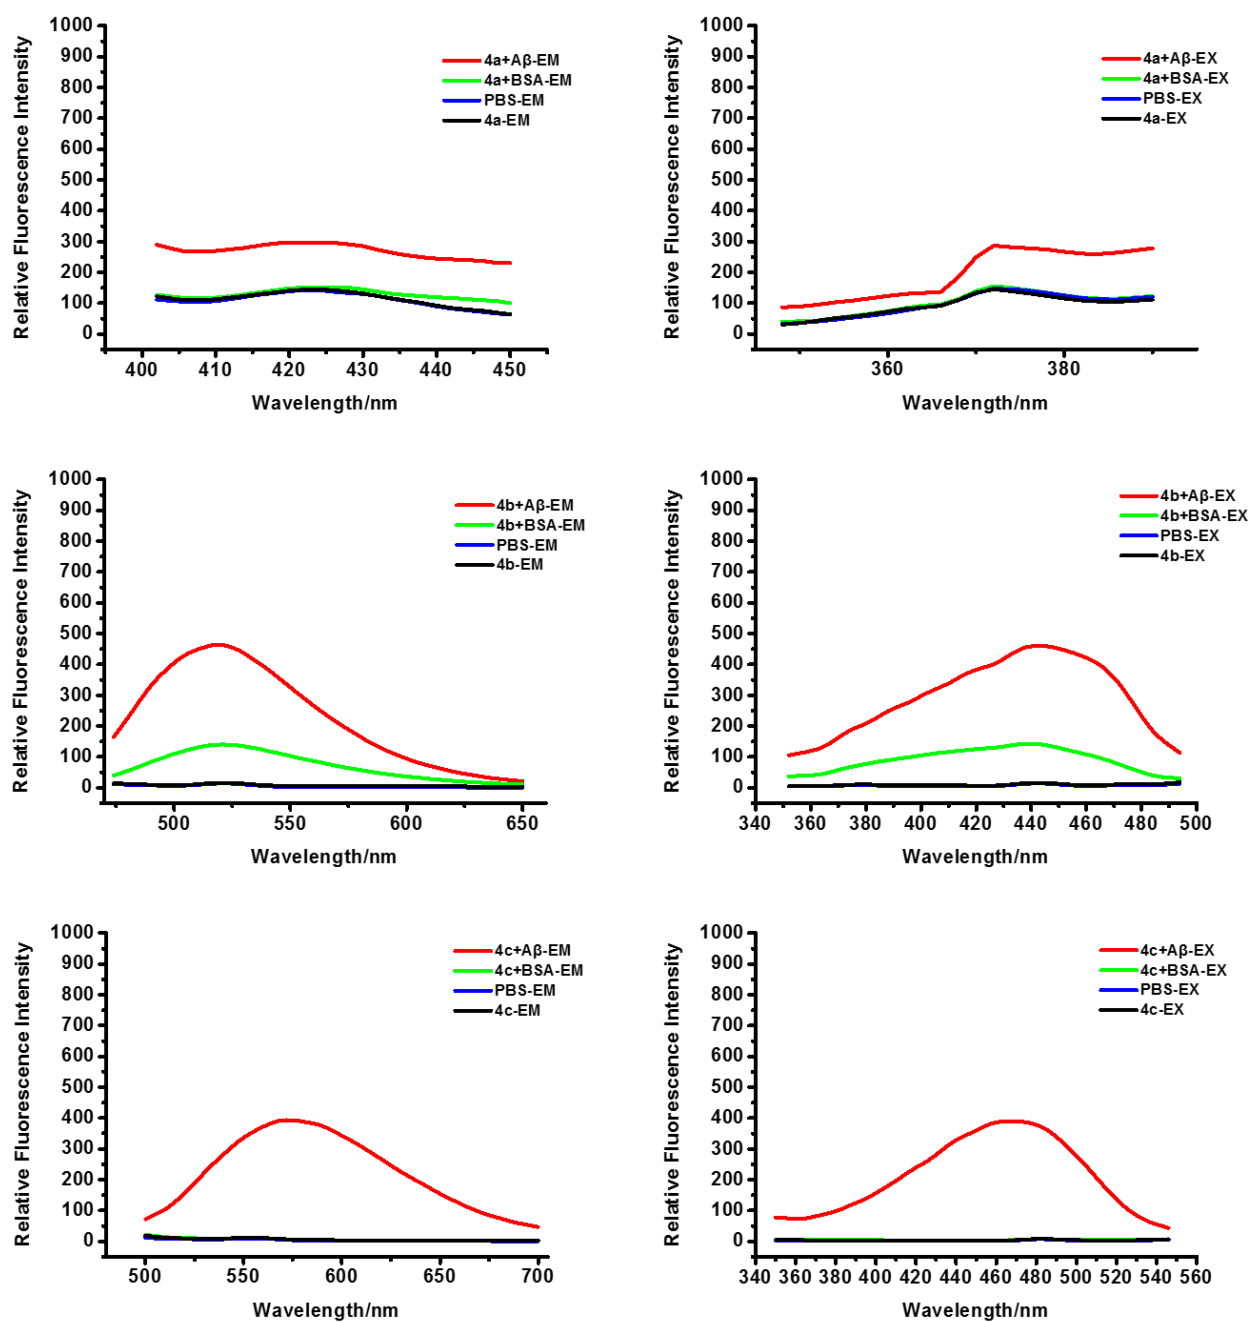 Relative Fluorescence Intensity
1000
900
800
700
600
500
400
300
200
100
0
4a+Aβ-EM
4a+BSA-EM
PBS-EM
4a-EM
400 410 420 430 440 450
Wavelength/nm
Relative Fluorescence Intensity
1000
900
800
700
600
500
400
300
200
100
0
4a+Aβ-EX
4a+BSA-EX
PBS-EX
4a-EX
360 380
Wavelength/nm
Relative Fluorescence Intensity
1000
900
800
700
600
500
400
300
200
100
0
4b+Aβ-EM
4b+BSA-EM
PBS-EM
4b-EM
500 550 600 650
Wavelength/nm
Relative Fluorescence Intensity
1000
900
800
700
600
500
400
300
200
100
0
4b+Aβ-EX
4b+BSA-EX
PBS-EX
4b-EX
340 360 380 400 420 440 460 480 500
Wavelength/nm
Relative Fluorescence Intensity
1000
900
800
700
600
500
400
300
200
100
0
4c+Aβ-EM
4c+BSA-EM
PBS-EM
4c-EM
500 550 600 650 700
Wavelength/nm
Relative Fluorescence Intensity
1000
900
800
700
600
500
400
300
200
100
0
4c+Aβ-EX
4c+BSA-EX
PBS-EX
4c-EX
340 360 380 400 420 440 460 480 500 520 540 560
Wavelength/nm